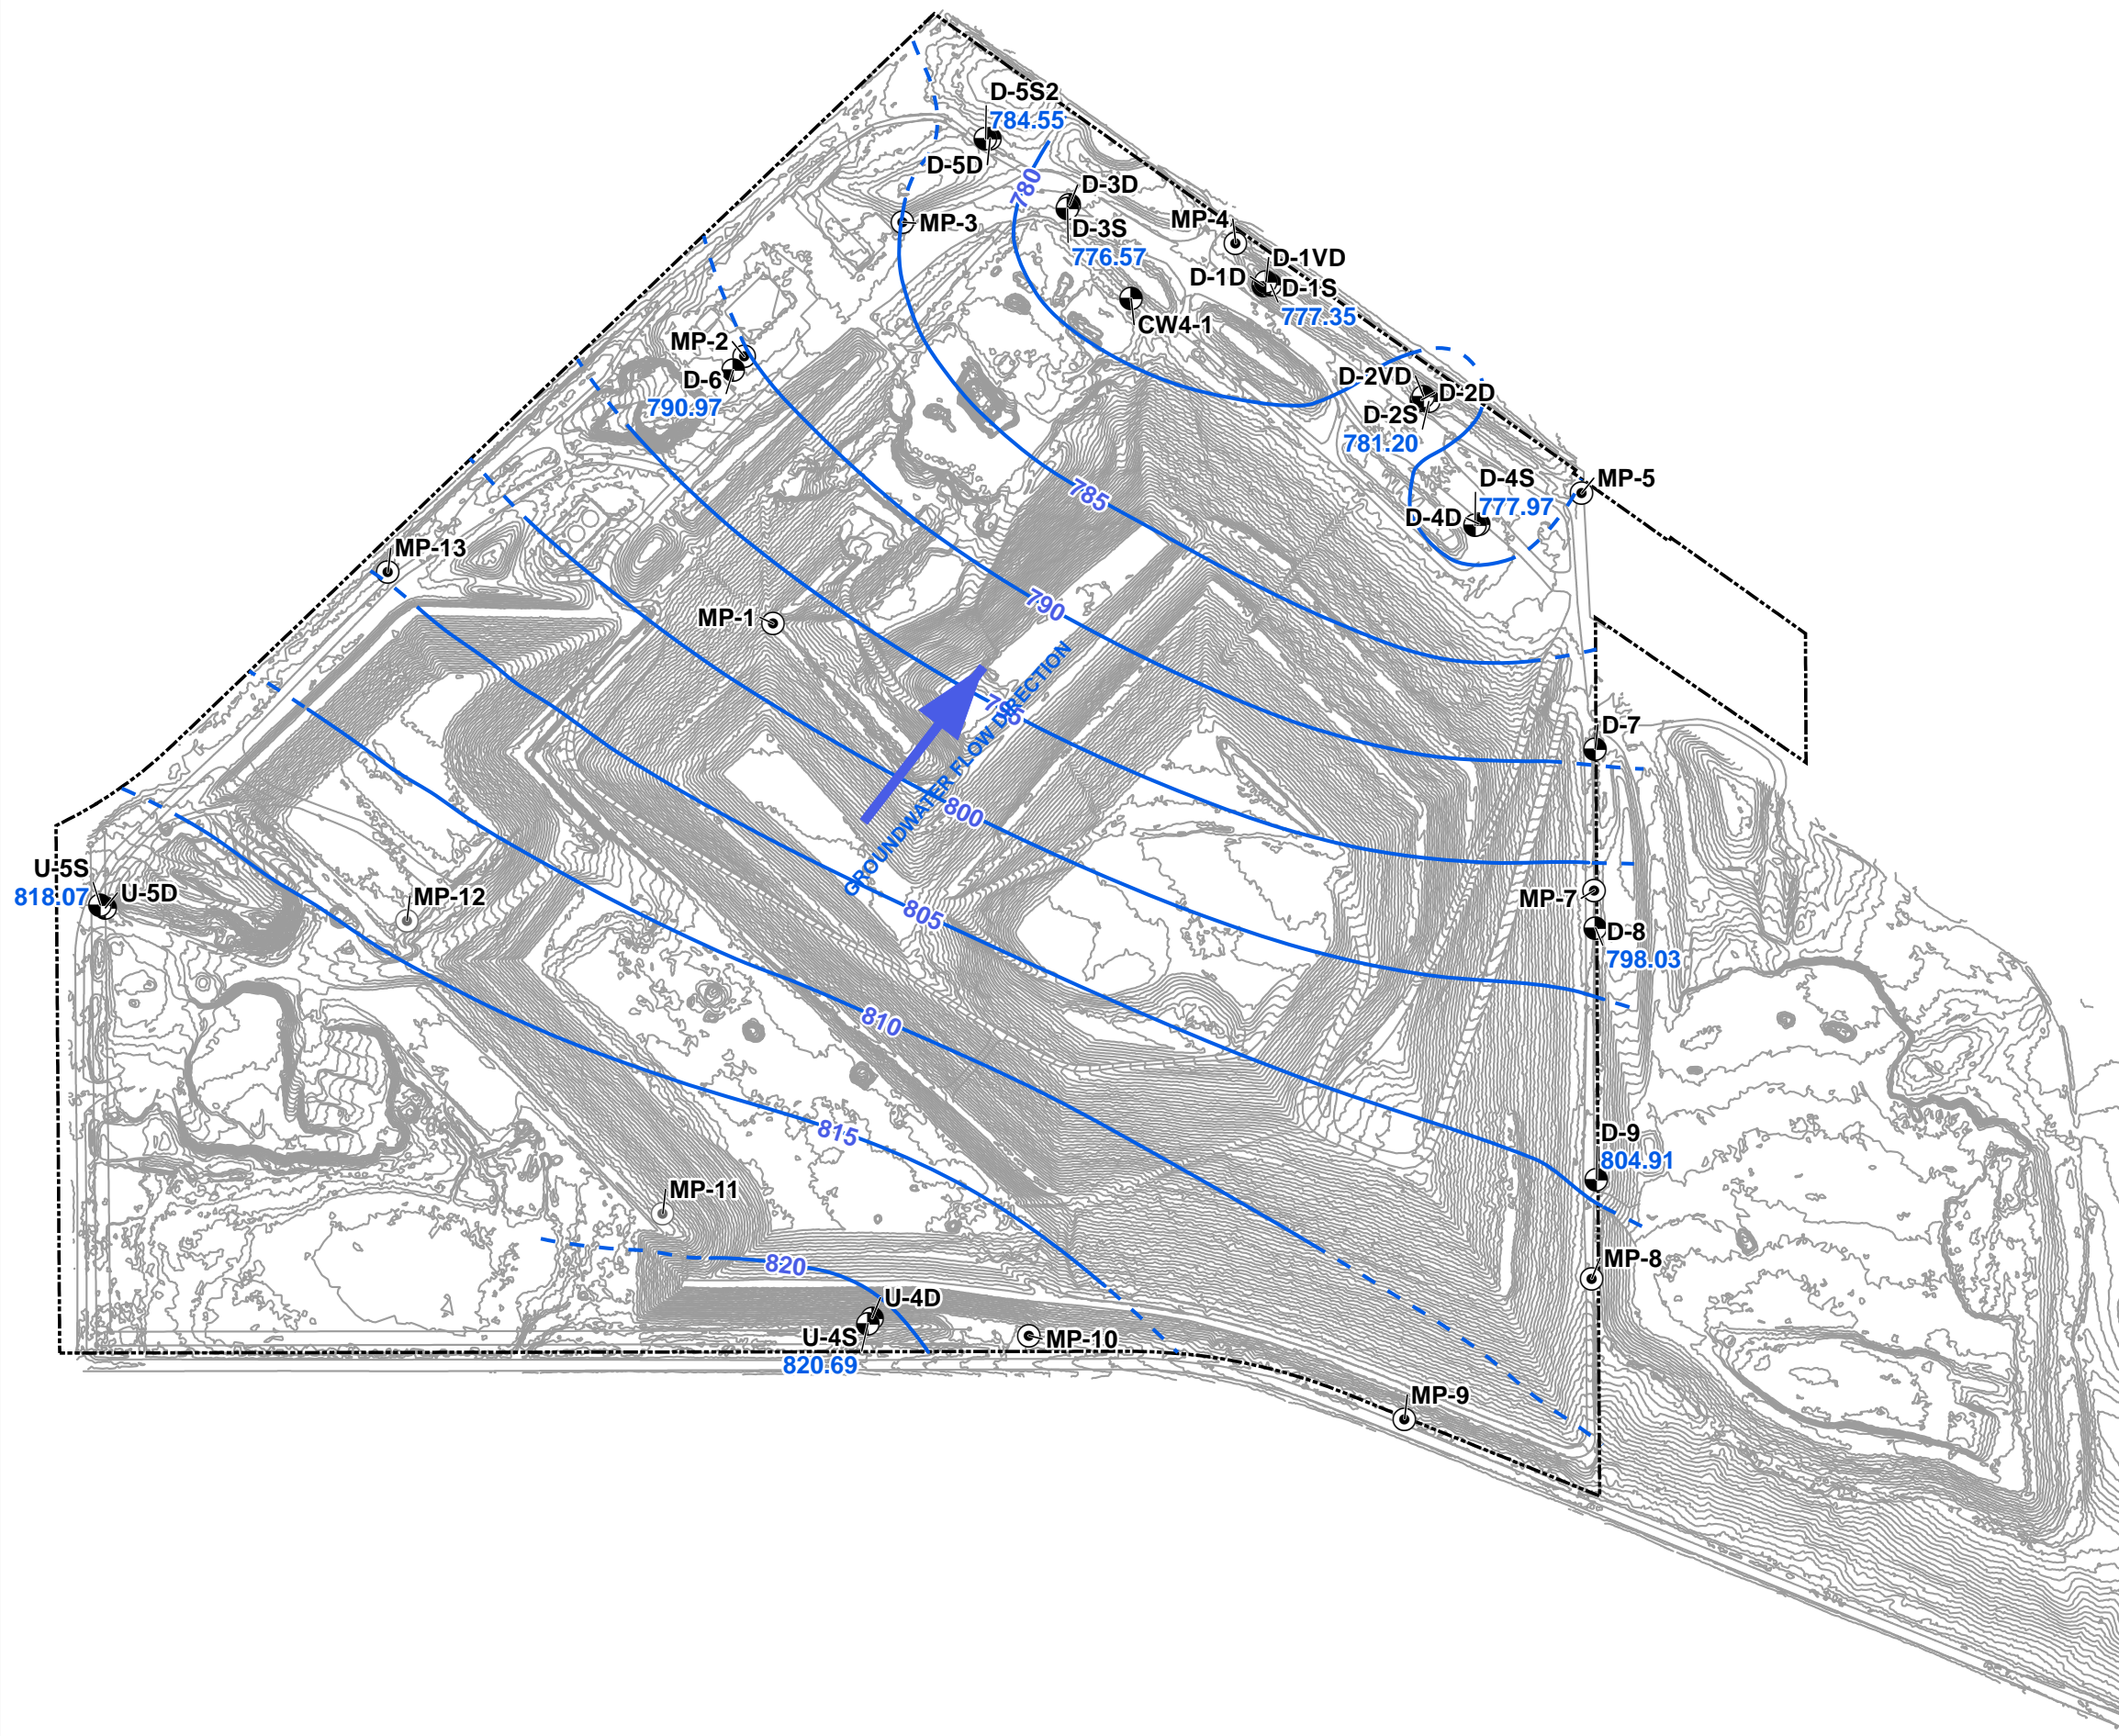 D-5S2
784.55
D-5D
780
D-3D
D-3S
776.57
MP-3
MP-4
D-1VD
D-1D
D-1S
777.35
CW4-1
MP-2
D-6
790.97
D-2VD
D-2D
D-2S
781.20
D-4S
777.97
D-4D
MP-5
785
MP-13
790
MP-1
795
GROUNDWATER FLOW DIRECTION
D-7
800
U-5S
818.07
U-5D
MP-12
MP-7
D-8
798.03
805
810
815
D-9
804.91
MP-11
820
MP-8
U-4D
U-4S
820.69
MP-10
MP-9